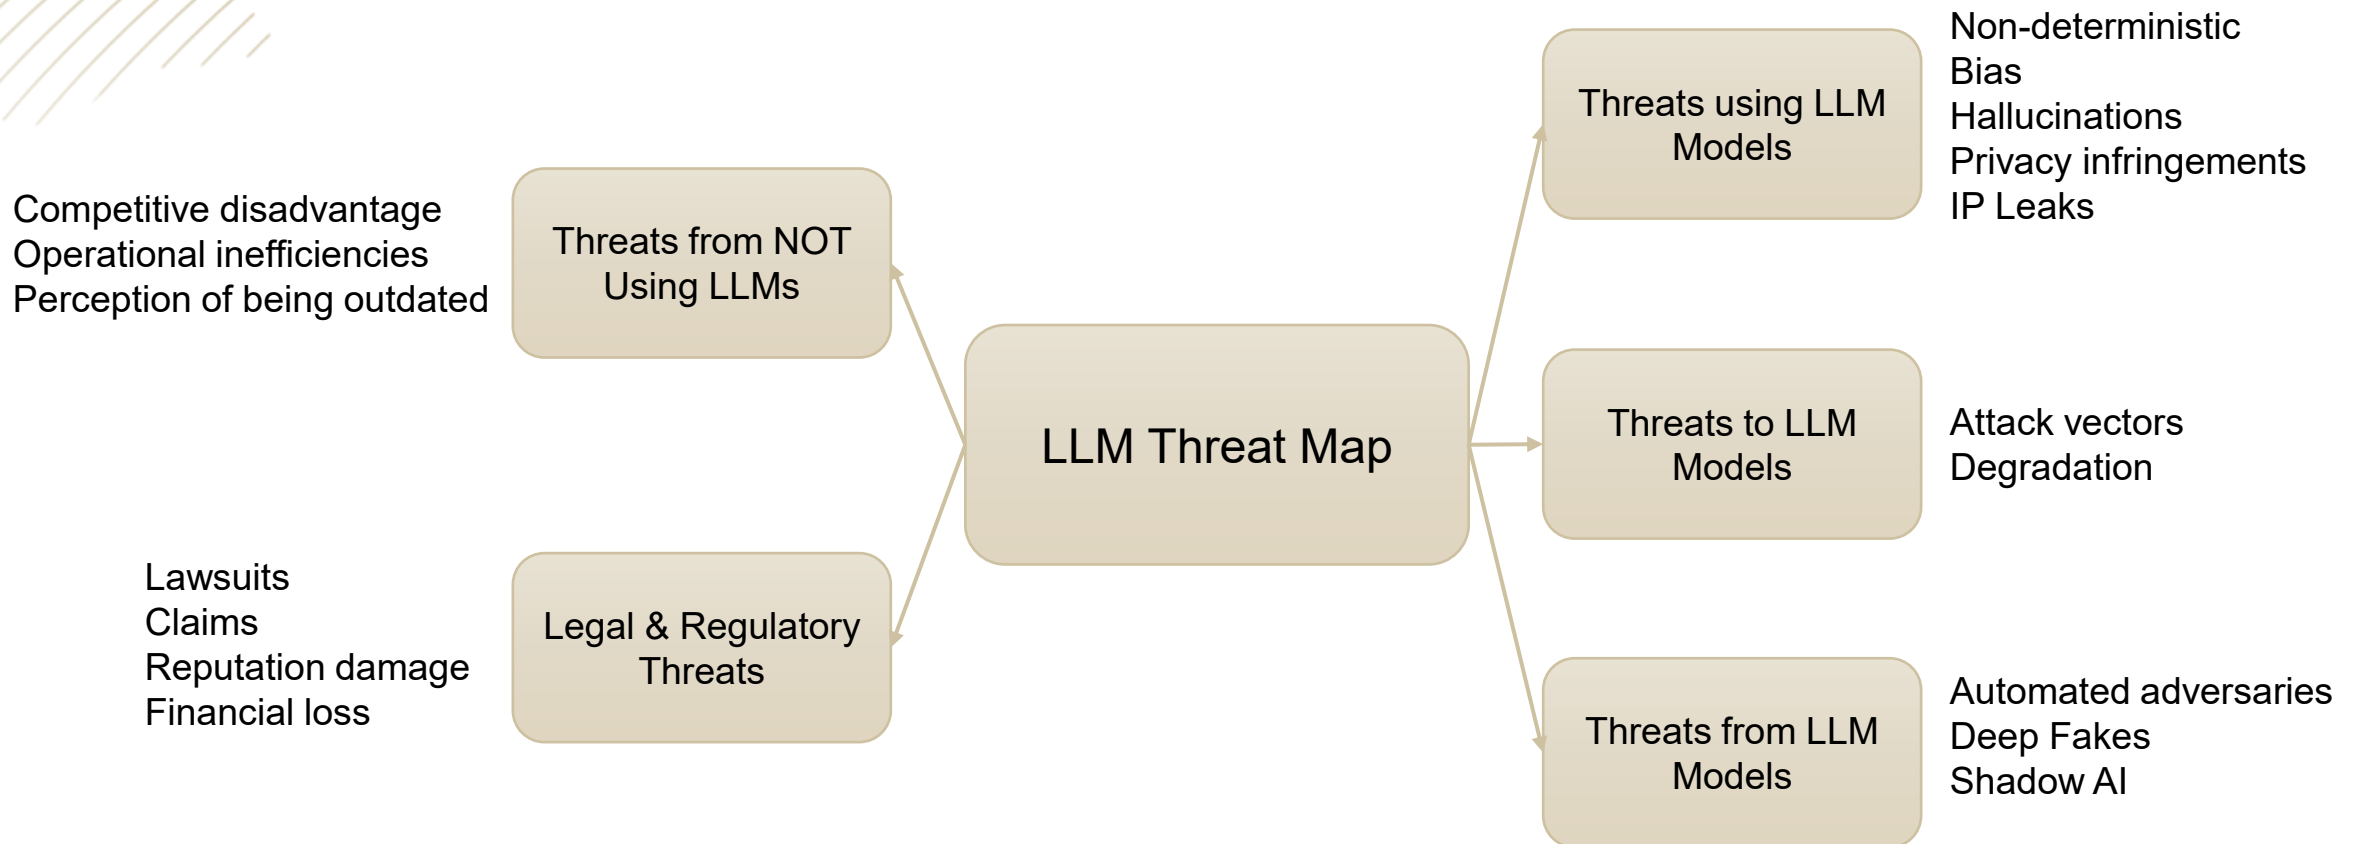 Competitive disadvantage
Operational inefficiencies
Perception of being outdated
Threats from NOT
Using LLMs
Lawsuits
Claims
Reputation damage
Financial loss
Legal & Regulatory
Threats
LLM Threat Map
Threats using LLM
Models
Non-deterministic
Bias
Hallucinations
Privacy infringements
IP Leaks
Threats to LLM
Models
Attack vectors
Degradation
Threats from LLM
Models
Automated adversaries
Deep Fakes
Shadow AI